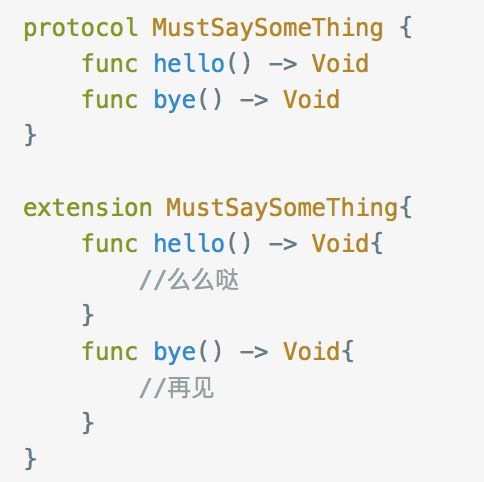 protocol MustSaySomeThing {
    func hello() -> Void
    func bye() -> Void
}

extension MustSaySomeThing{
    func hello() -> Void{
        //么么哒
    }
    func bye() -> Void{
        //再见
    }
}